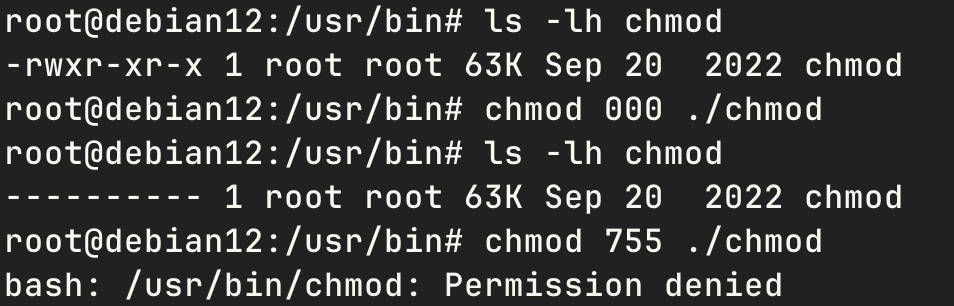 root@debian12:/usr/bin# ls -lh chmod
-rwxr-xr-x 1 root root 63K Sep 20  2022 chmod
root@debian12:/usr/bin# chmod 000 ./chmod
root@debian12:/usr/bin# ls -lh chmod
---------- 1 root root 63K Sep 20  2022 chmod
root@debian12:/usr/bin# chmod 755 ./chmod
bash: /usr/bin/chmod: Permission denied